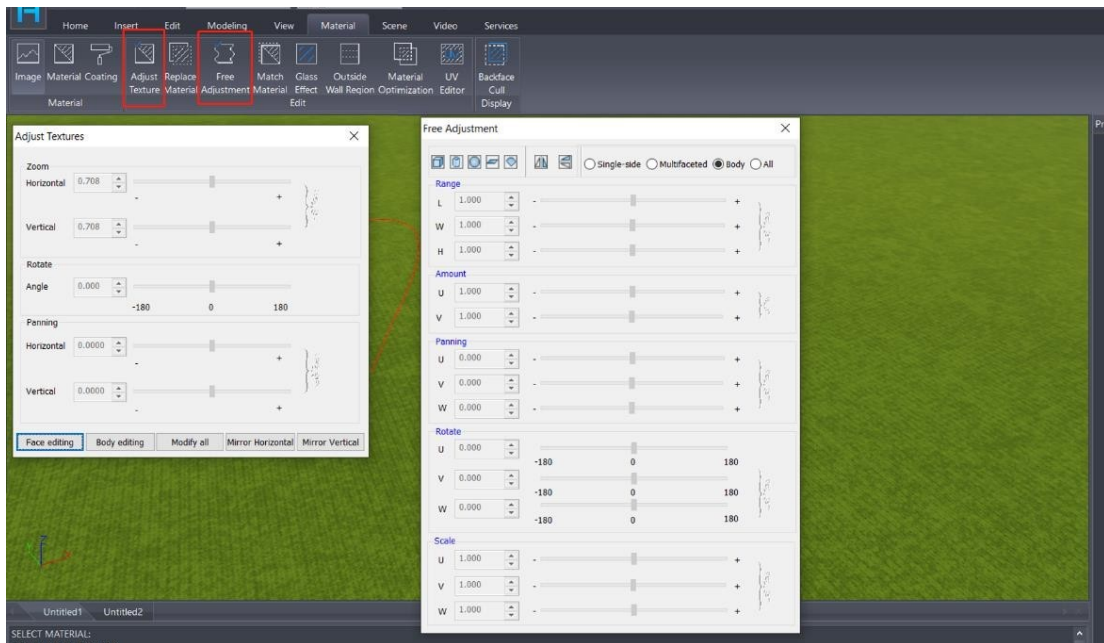 Home Insert Edit Modeling View Material Scene Video Services
Image Material Coating Adjust Texture Replace Material Free Adjustment Match Material Glass Effect Outside Wall Region Material Optimization UV Editor Backface Cull
Material Edit Display
Adjust Textures
Zoom
Horizontal 0.708
- +
Vertical 0.708
- +
Rotate
Angle 0.000
-180 0 180
Panning
Horizontal 0.0000
- +
Vertical 0.0000
- +
Face editing Body editing Modify all Mirror Horizontal Mirror Vertical
Free Adjustment
Single-side Multifaceted Body All
Range
L 1.000 - +
W 1.000 - +
H 1.000 - +
Amount
U 1.000 - +
V 1.000 - +
Panning
U 0.000 - +
V 0.000 - +
W 0.000 - +
Rotate
U 0.000
-180 0 180
V 0.000
-180 0 180
W 0.000
-180 0 180
Scale
U 1.000 - +
V 1.000 - +
W 1.000 - +
Pr
Z
Untitled1 Untitled2
SELECT MATERIAL: